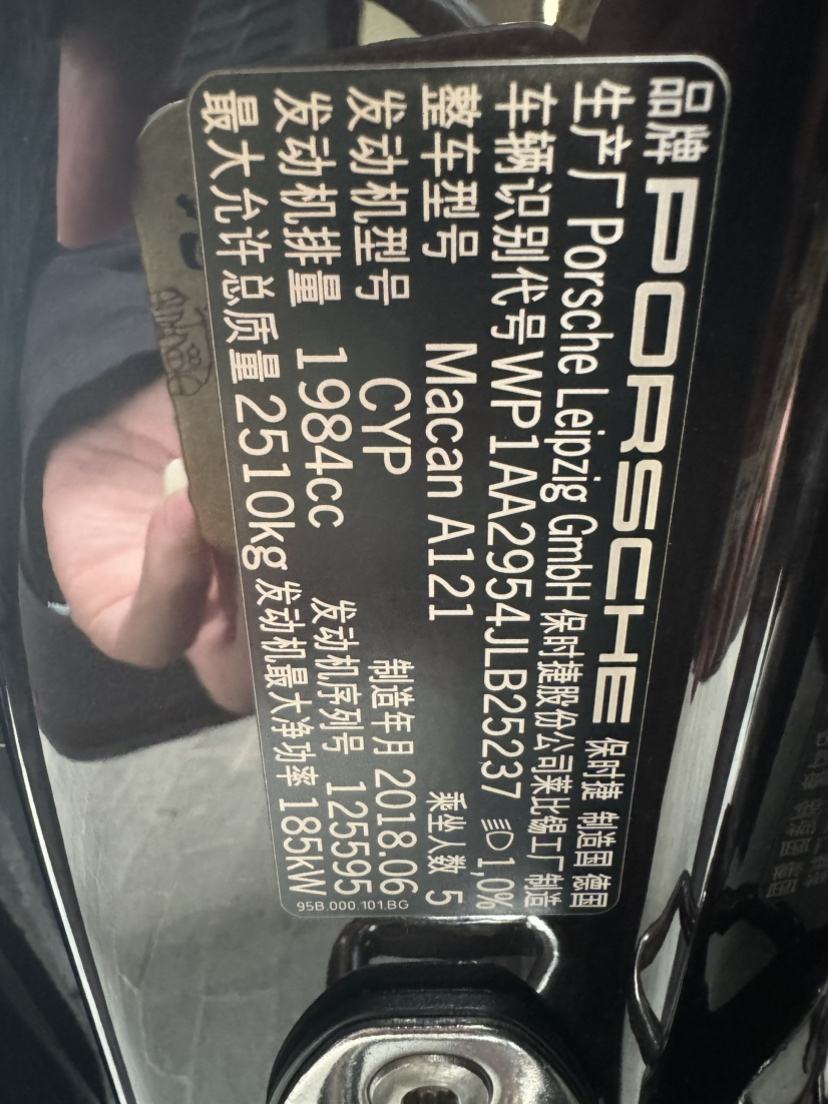 品牌 PORSCHE 保时捷 制造国 德国
生产厂 Porsche Leipzig GmbH 保时捷股份公司莱比锡工厂制造
车辆识别代号 WP1AA2954JLB25237 1,0%
整车型号 Macan A121 乘坐人数 5
发动机型号 CYP 制造年月 2018.06
发动机排量 1984cc 发动机序列号 125595
最大允许总质量 2510kg 发动机最大净功率 185kW
95B.000.101.BG